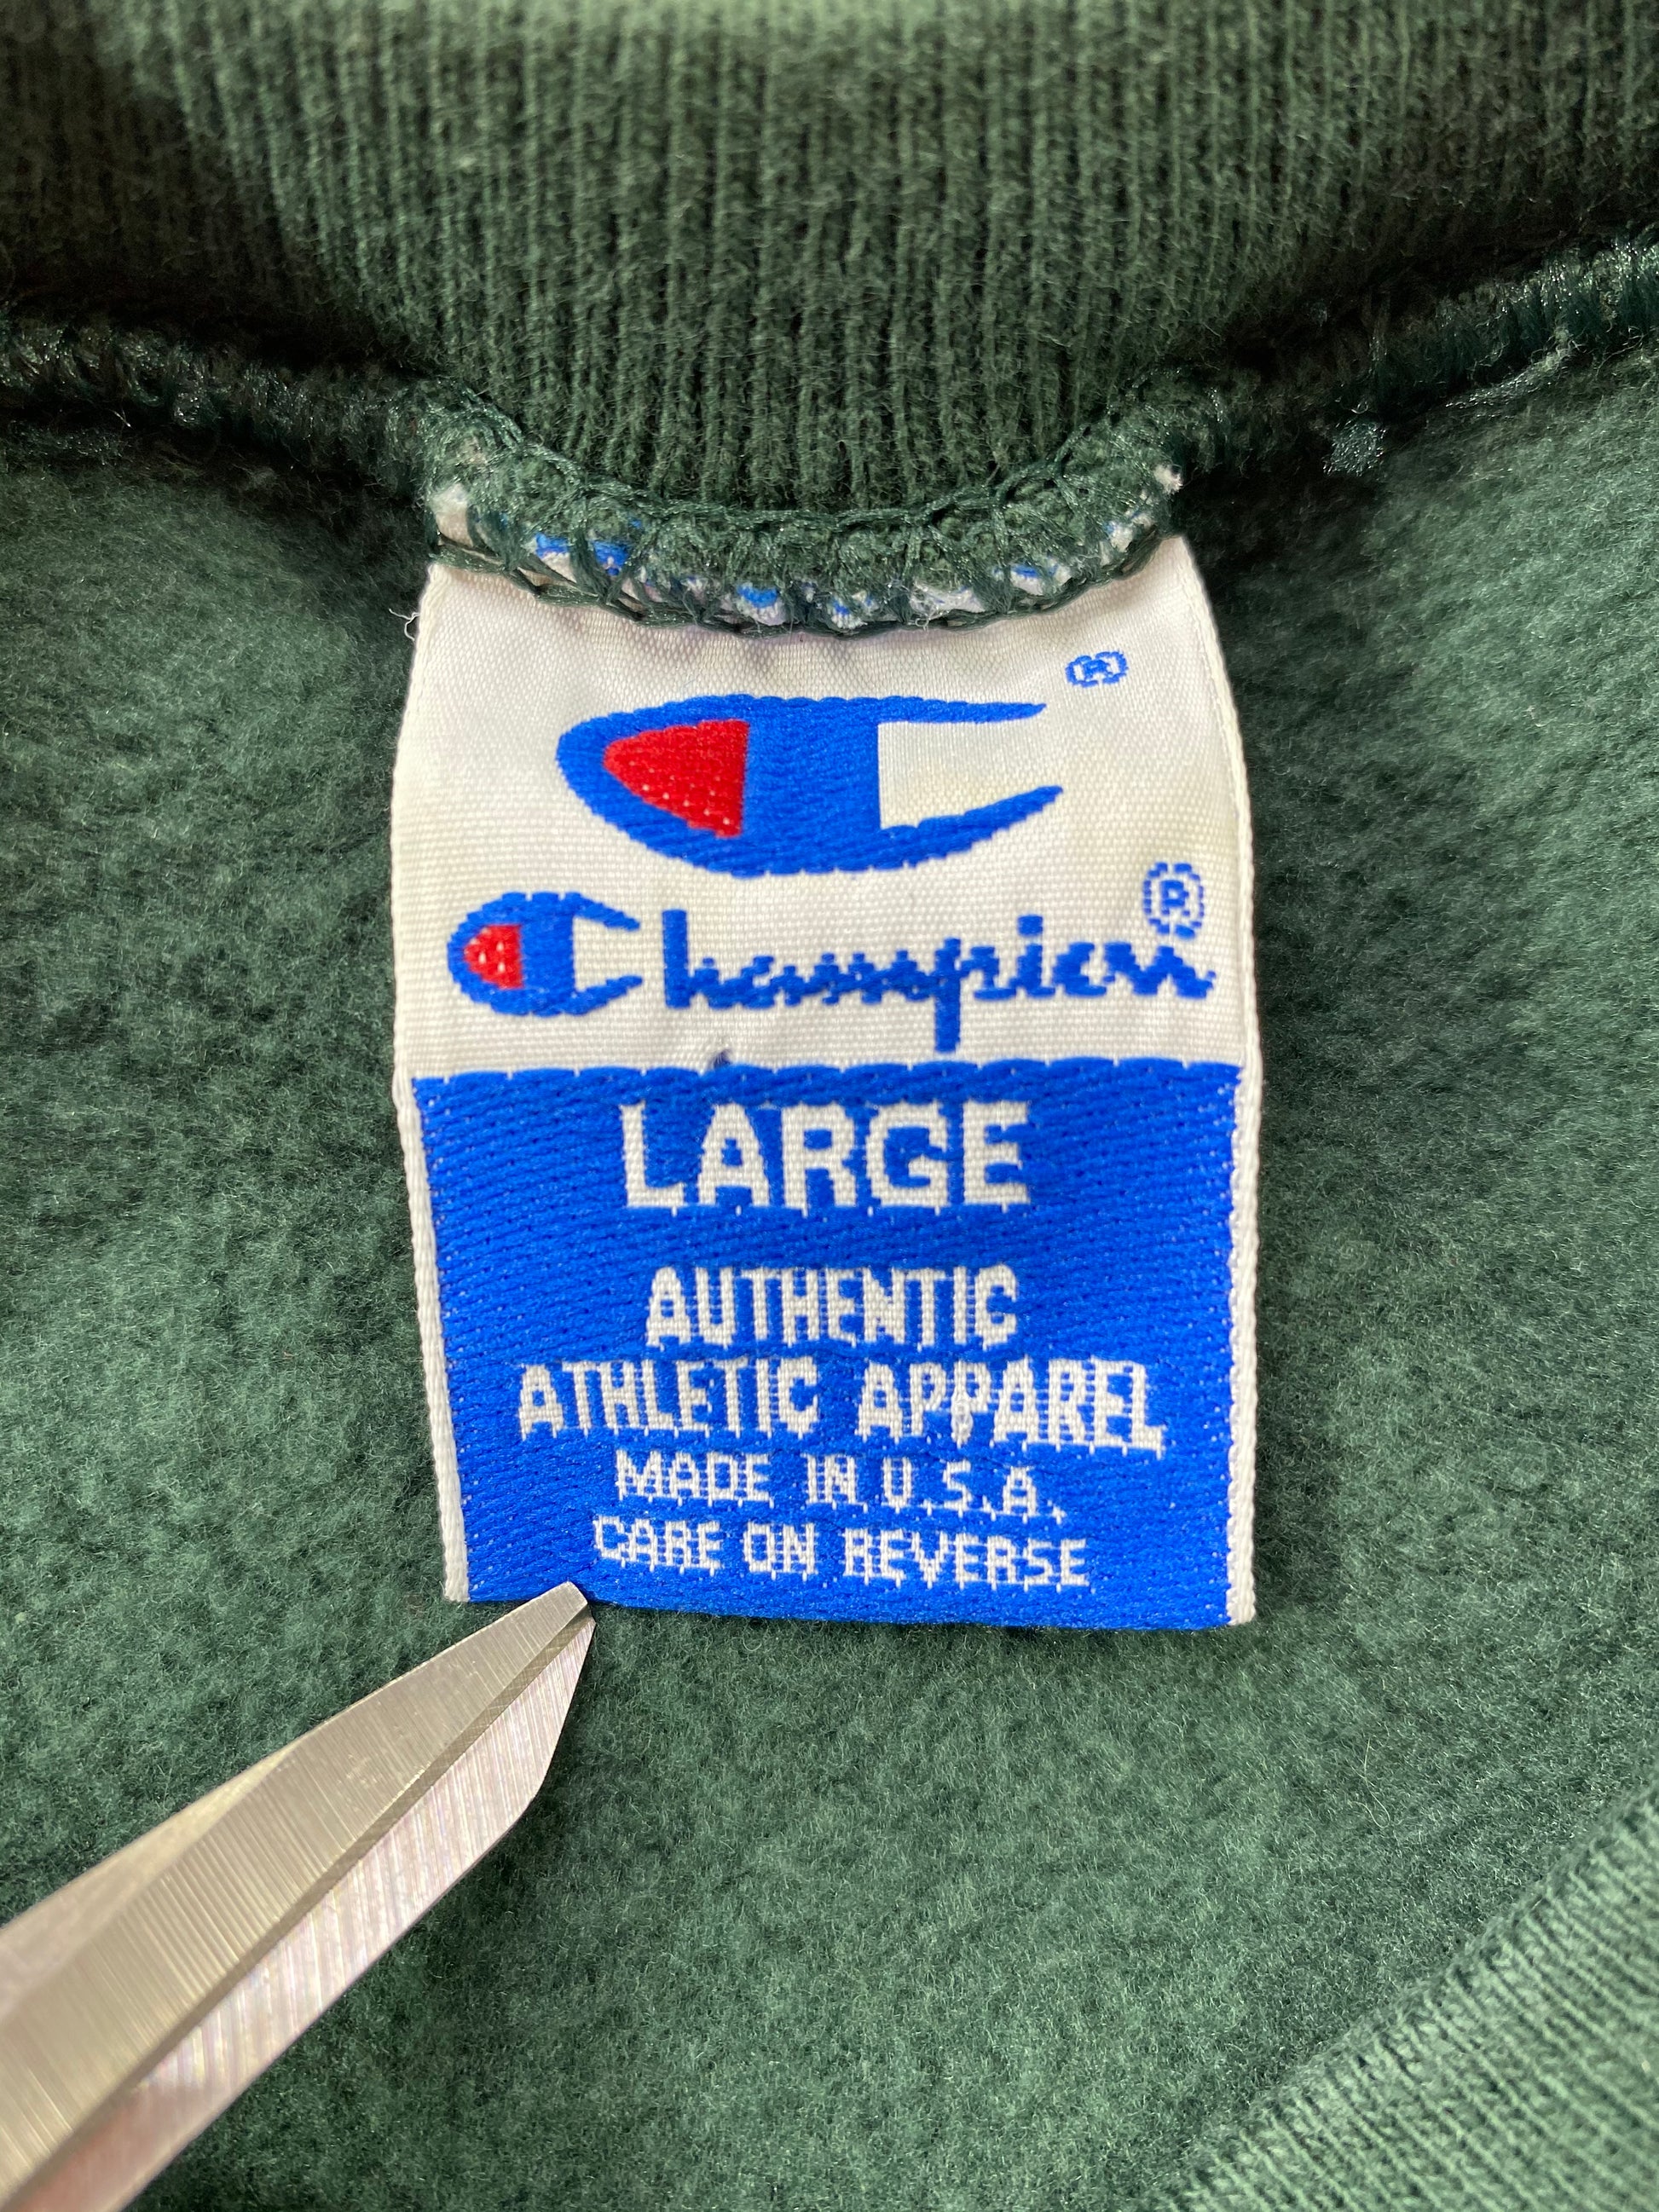 ®
Champion®
LARGE
AUTHENTIC
ATHLETIC APPAREL
MADE IN U.S.A.
CARE ON REVERSE